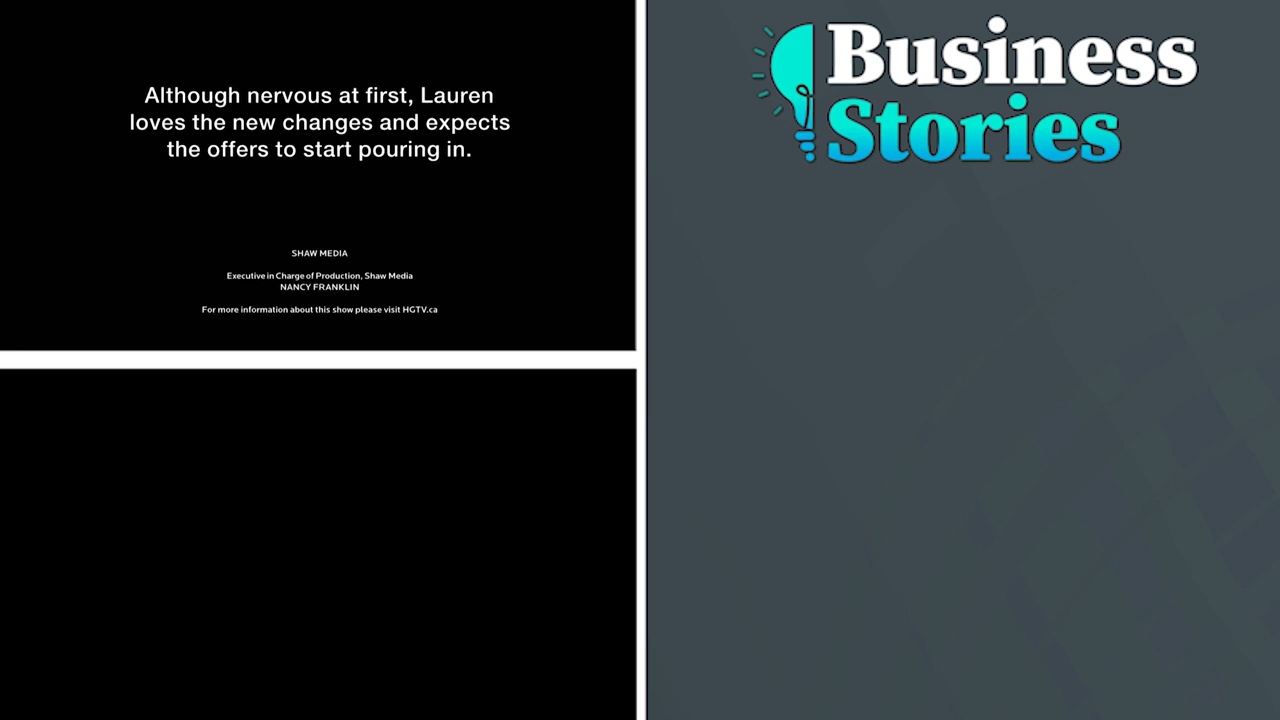 Although nervous at first, Lauren
loves the new changes and expects
the offers to start pouring in.
SHAW MEDIA
Executive in Charge of Production, Shaw Media
NANCY FRANKLIN
For more information about this show please visit HGTV.ca
Business
Stories